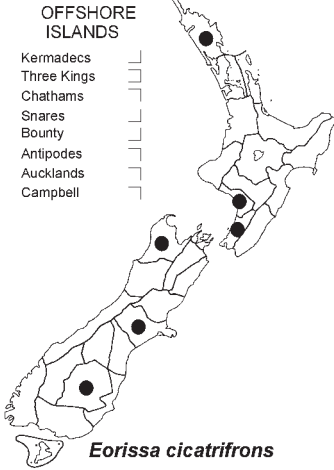 OFFSHORE
ISLANDS
Kermadecs
Three Kings
Chathams
Snares
Bounty
Antipodes
Aucklands
Campbell
Eorissa cicatrifrons